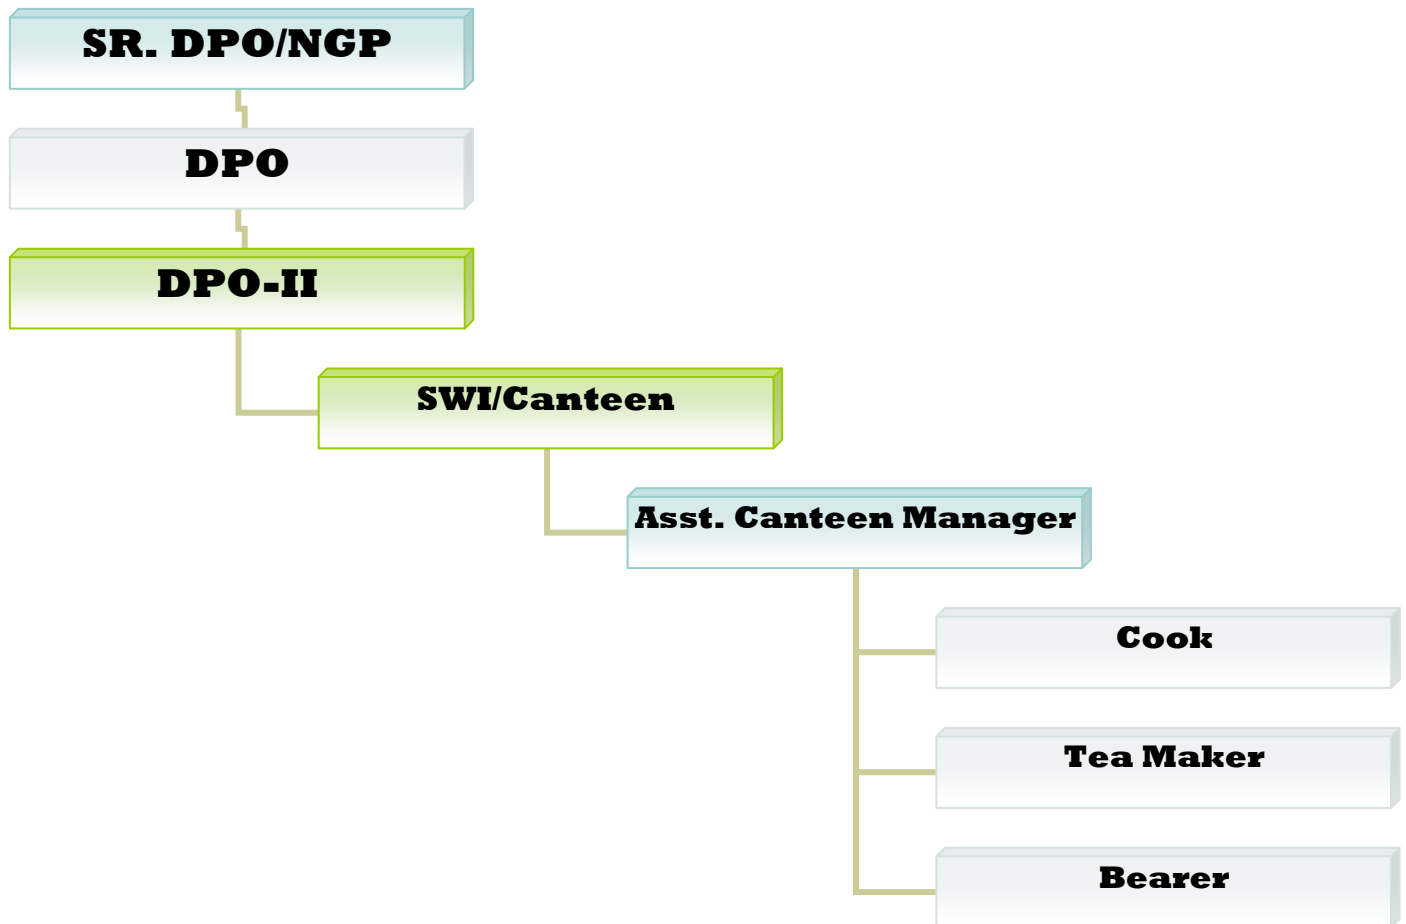 SR. DPO/NGP
DPO
DPO-II
SWI/Canteen
Asst. Canteen Manager
Cook
Tea Maker
Bearer